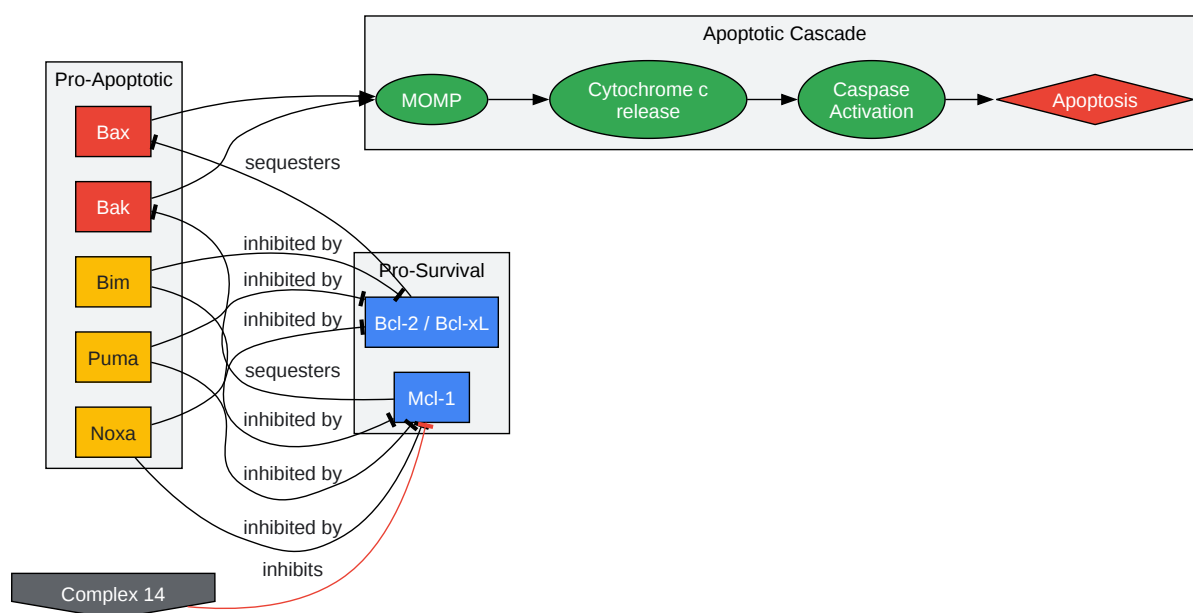 Apoptotic Cascade
Pro-Apoptotic
MOMP
Cytochrome c
release
Caspase
Activation
Apoptosis
Bax
sequesters
Bak
inhibited by
Pro-Survival
Bim
inhibited by
inhibited by
Bcl-2 / Bcl-xL
Puma
sequesters
Mcl-1
inhibited by
Noxa
inhibited by
inhibited by
inhibits
Complex 14